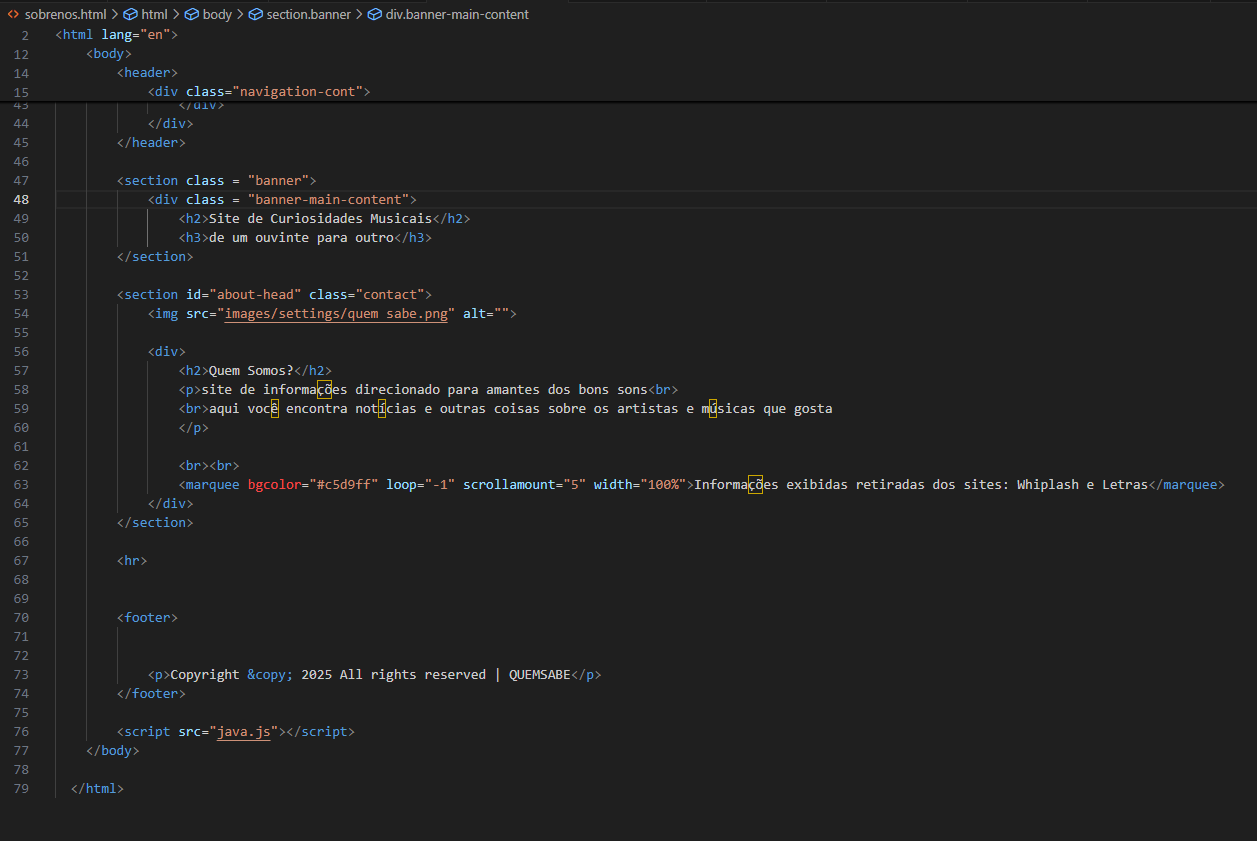 sobrenos.html > html > body > section.banner > div.banner-main-content
2 <html lang="en">
12 <body>
14 <header>
15 <div class="navigation-cont">
43 </div>
44 </div>
45 </header>
46
47 <section class = "banner">
48 <div class = "banner-main-content">
49 <h2>Site de Curiosidades Musicais</h2>
50 <h3>de um ouvinte para outro</h3>
51 </section>
52
53 <section id="about-head" class="contact">
54 <img src="images/settings/quem sabe.png" alt="">
55
56 <div>
57 <h2>Quem Somos?</h2>
58 <p>site de informações direcionado para amantes dos bons sons<br>
59 <br>aqui você encontra notícias e outras coisas sobre os artistas e músicas que gosta
60 </p>
61
62 <br><br>
63 <marquee bgcolor="#c5d9ff" loop="-1" scrollamount="5" width="100%">Informações exibidas retiradas dos sites: Whiplash e Letras</marquee>
64 </div>
65 </section>
66
67 <hr>
68
69
70 <footer>
71
72
73 <p>Copyright &copy; 2025 All rights reserved | QUEMSABE</p>
74 </footer>
75
76 <script src="java.js"></script>
77 </body>
78
79 </html>